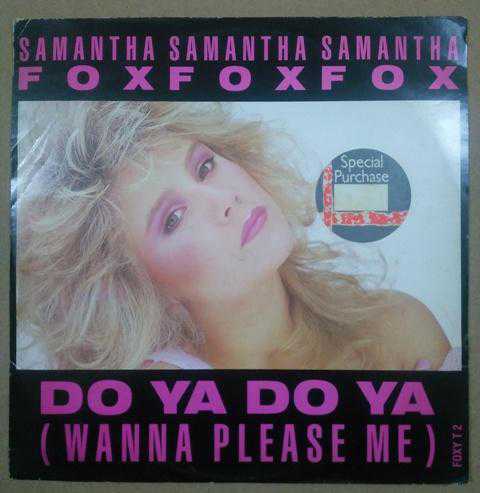 SAMANTHA SAMANTHA SAMANTHA
FOXFOXFOX
Special
Purchase
DO YA DO YA
(WANNA PLEASE ME)
FOXY T 2